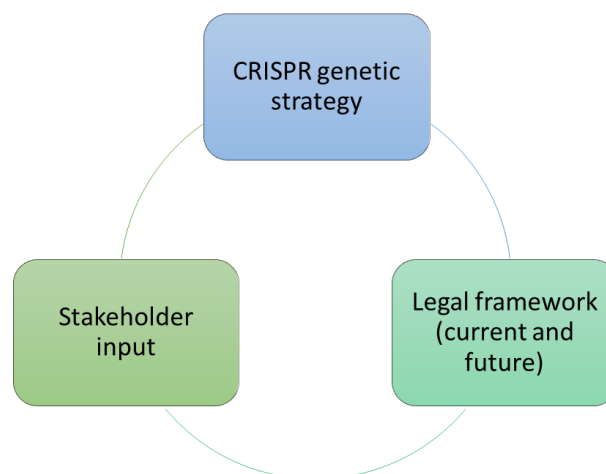 CRISPR genetic
strategy
Stakeholder
input
Legal framework
(current and
future)